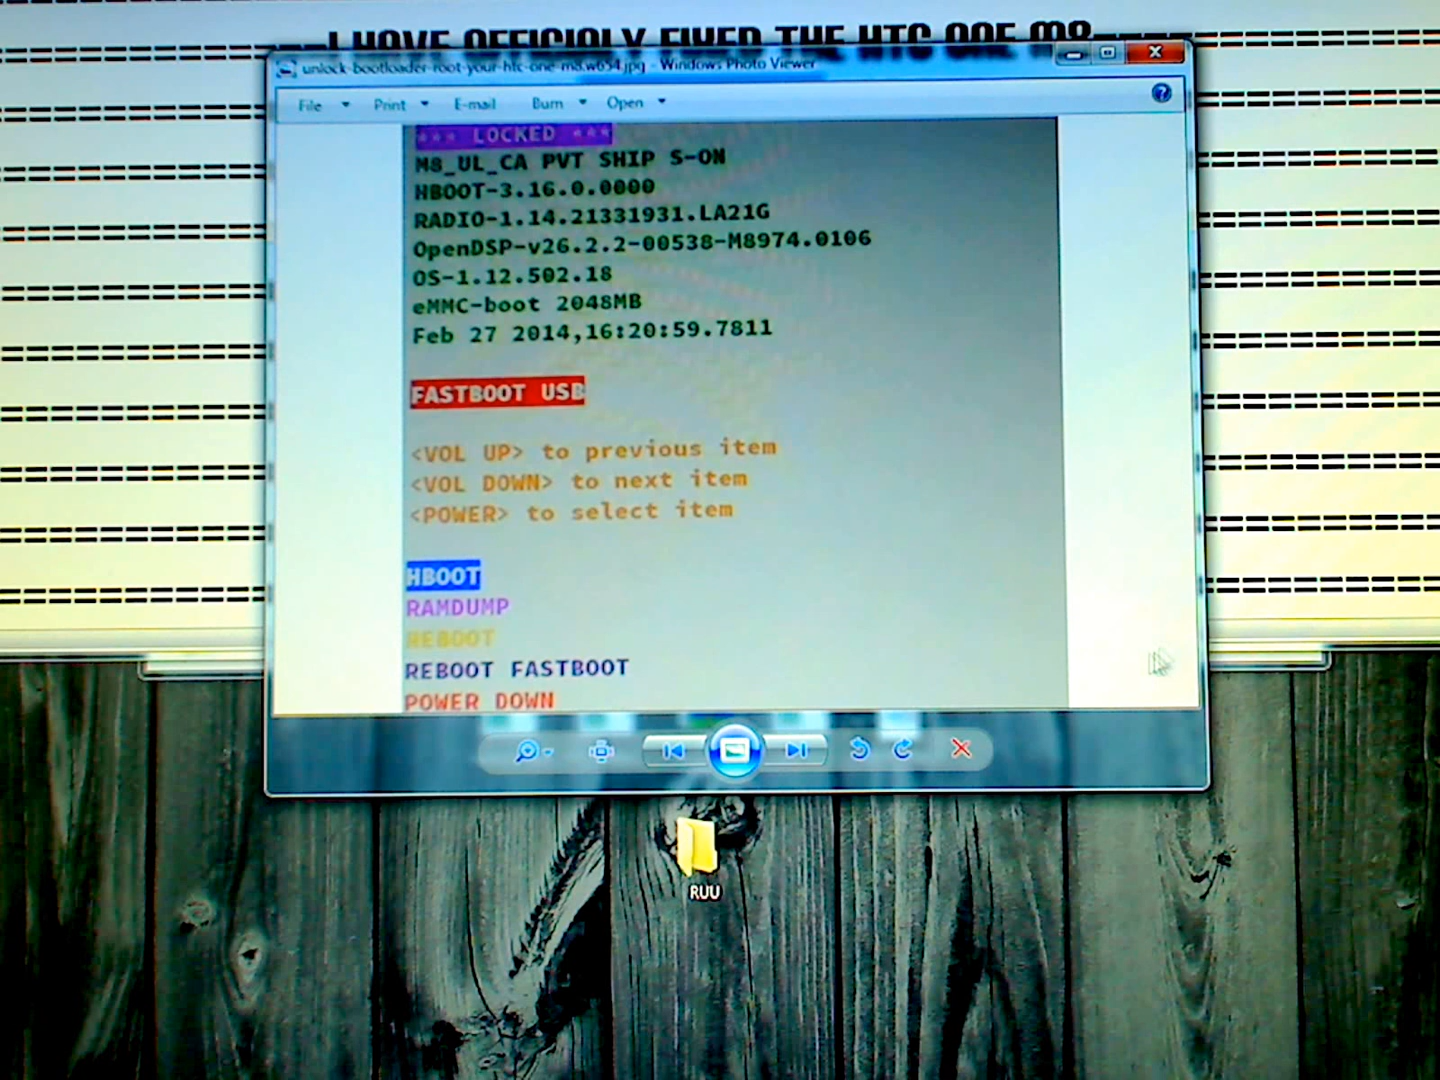 I HAVE OFFICIALY FIXED THE HTC ONE M8
unlock-bootloader-root-your-htc-one-m8.w654.jpg - Windows Photo Viewer
File Print E-mail Burn Open
*** LOCKED ***
M8_UL_CA PVT SHIP S-ON
HBOOT-3.16.0.0000
RADIO-1.14.21331931.LA21G
OpenDSP-v26.2.2-00538-M8974.0106
OS-1.12.502.18
eMMC-boot 2048MB
Feb 27 2014,16:20:59.7811
FASTBOOT USB
<VOL UP> to previous item
<VOL DOWN> to next item
<POWER> to select item
HBOOT
RAMDUMP
REBOOT
REBOOT FASTBOOT
POWER DOWN
RUU